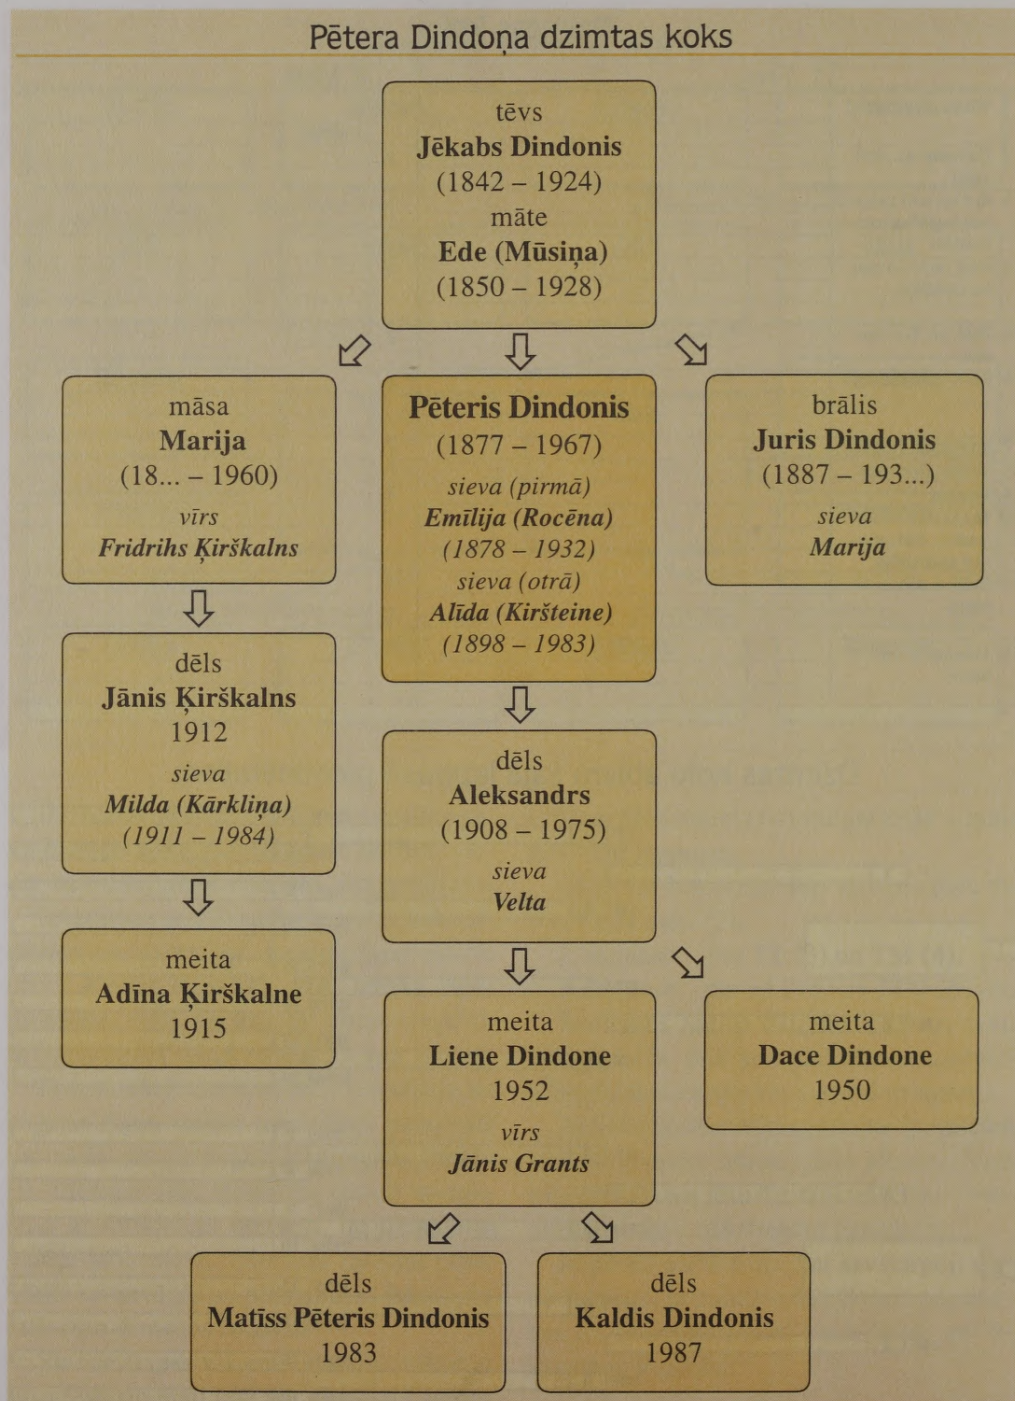 Pētera Dindoņa dzimtas koks
tēvs
Jēkabs Dindonis
(1842 – 1924)
māte
Ede (Mūsiņa)
(1850 – 1928)
māsa
Marija
(18... – 1960)
vīrs
Fridrihs Ķirškalns
Pēteris Dindonis
(1877 – 1967)
sieva (pirmā)
Emīlija (Rocēna)
(1878 – 1932)
sieva (otrā)
Alīda (Kiršteine)
(1898 – 1983)
brālis
Juris Dindonis
(1887 – 193...)
sieva
Marija
dēls
Jānis Ķirškalns
1912
sieva
Milda (Kārkliņa)
(1911 – 1984)
dēls
Aleksandrs
(1908 – 1975)
sieva
Velta
meita
Adīna Ķirškalne
1915
meita
Liene Dindone
1952
vīrs
Jānis Grants
meita
Dace Dindone
1950
dēls
Matīss Pēteris Dindonis
1983
dēls
Kaldis Dindonis
1987